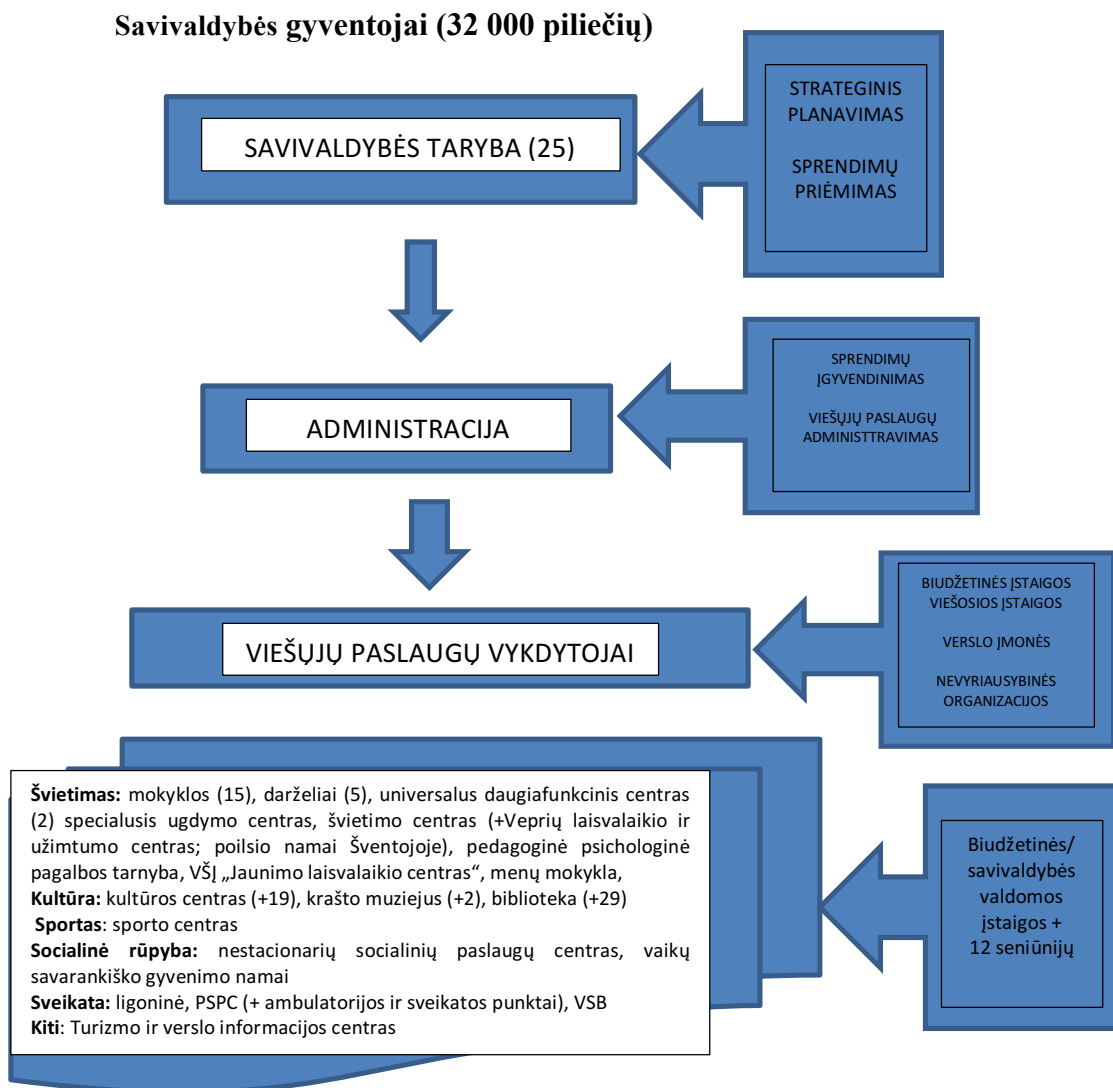 Savivaldybės gyventojai (32 000 piliečių)
STRATEGINIS
PLANAVIMAS
SPRENDIMŲ
PRIĖMIMAS
SAVIVALDYBĖS TARYBA (25)
SPRENDIMŲ
ĮGYVENDINIMAS
VIEŠŲJŲ PASLAUGŲ
ADMINISTTRAVIMAS
ADMINISTRACIJA
BIUDŽETINĖS ĮSTAIGOS
VIEŠOSIOS ĮSTAIGOS
VERSLO ĮMONĖS
NEVYRIAUSYBINĖS
ORGANIZACIJOS
VIEŠŲJŲ PASLAUGŲ VYKDYTOJAI
Švietimas: mokyklos (15), darželiai (5), universalus daugiafunkcinis centras
(2) specialusis ugdymo centras, švietimo centras (+Veprių laisvalaikio ir
užimtumo centras; poilsio namai Šventojoje), pedagoginė psichologinė
pagalbos tarnyba, VŠĮ „Jaunimo laisvalaikio centras“, menų mokykla,
Kultūra: kultūros centras (+19), krašto muziejus (+2), biblioteka (+29)
Sportas: sporto centras
Socialinė rūpyba: nestacionarių socialinių paslaugų centras, vaikų
savarankiško gyvenimo namai
Sveikata: ligoninė, PSPC (+ ambulatorijos ir sveikatos punktai), VSB
Kiti: Turizmo ir verslo informacijos centras
Biudžetinės/
savivaldybės
valdomos
įstaigos +
12 seniūnijų